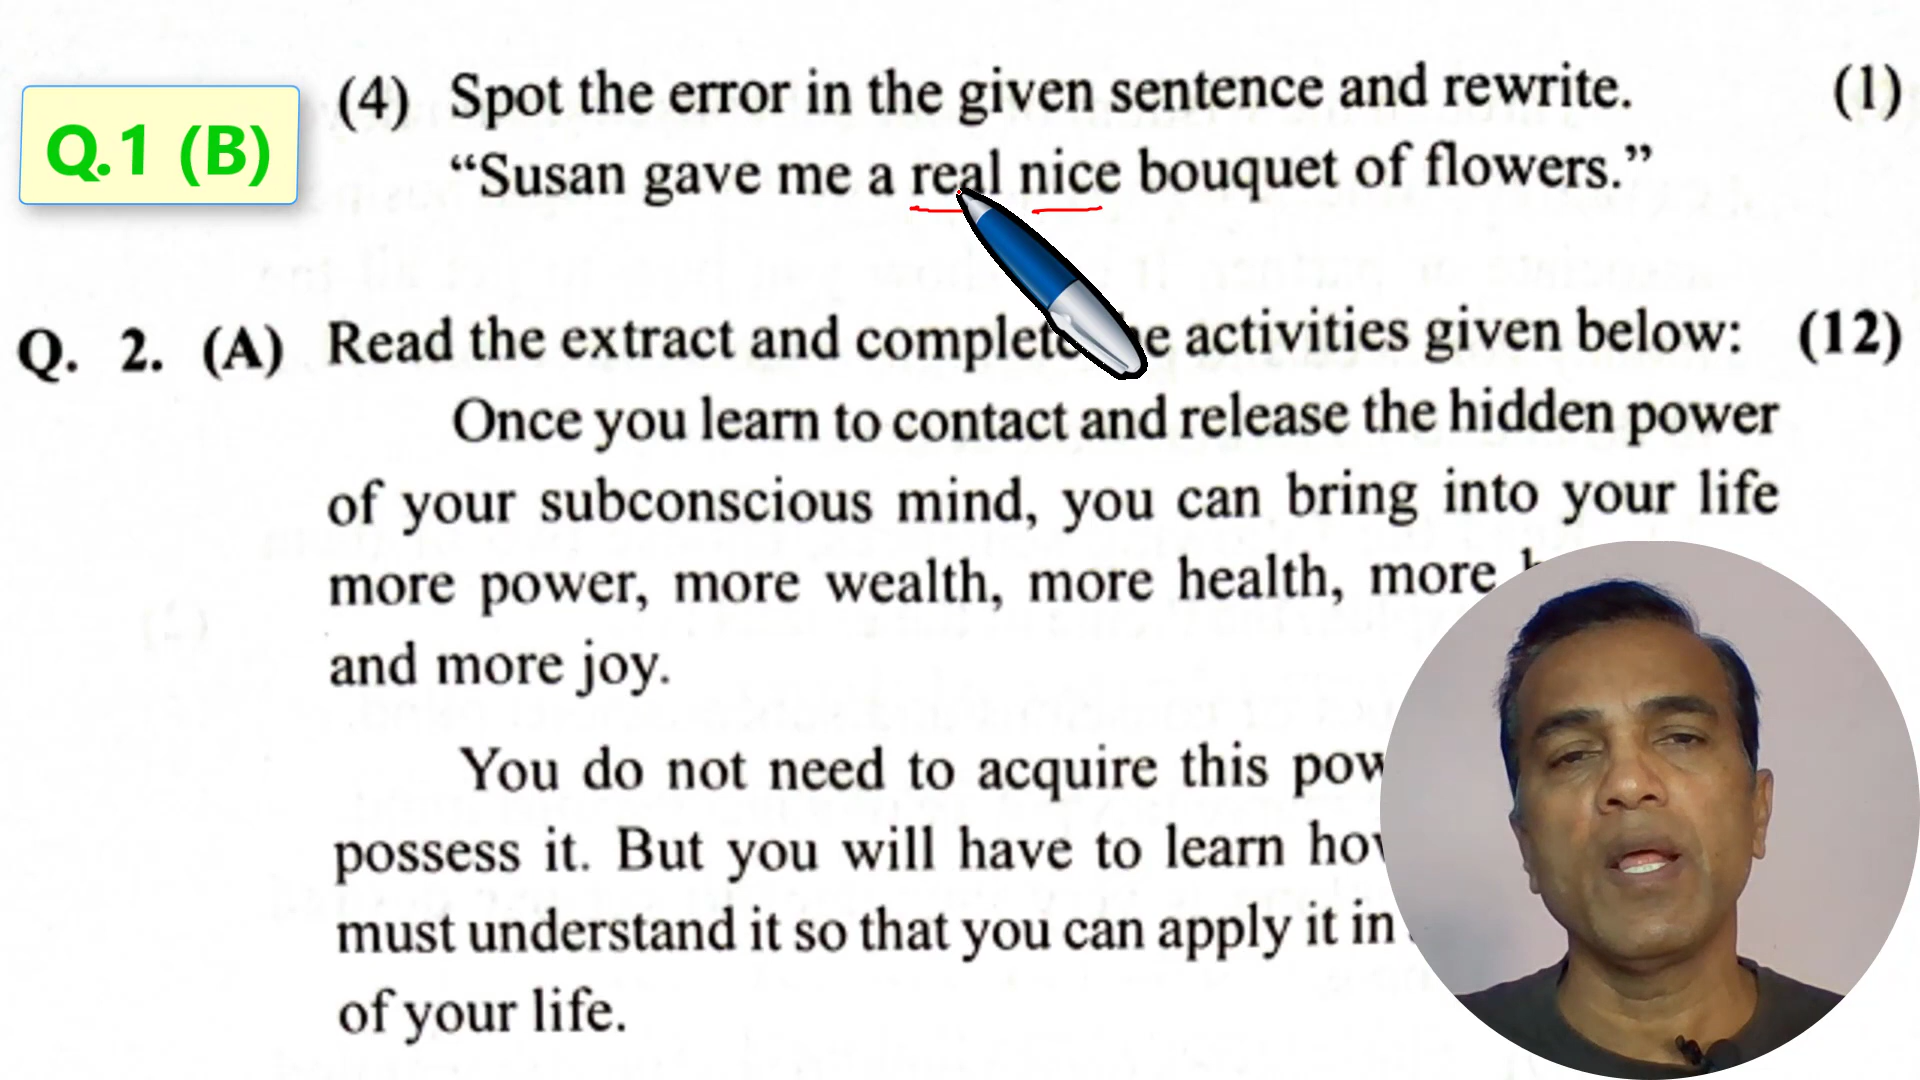 Q.1 (B)
(4) Spot the error in the given sentence and rewrite. (1)
“Susan gave me a real nice bouquet of flowers.”
Q. 2. (A) Read the extract and complete the activities given below: (12)
Once you learn to contact and release the hidden power
of your subconscious mind, you can bring into your life
more power, more wealth, more health, more
and more joy.
You do not need to acquire this
possess it. But you will have to learn
must understand it so that you can apply it in
of your life.